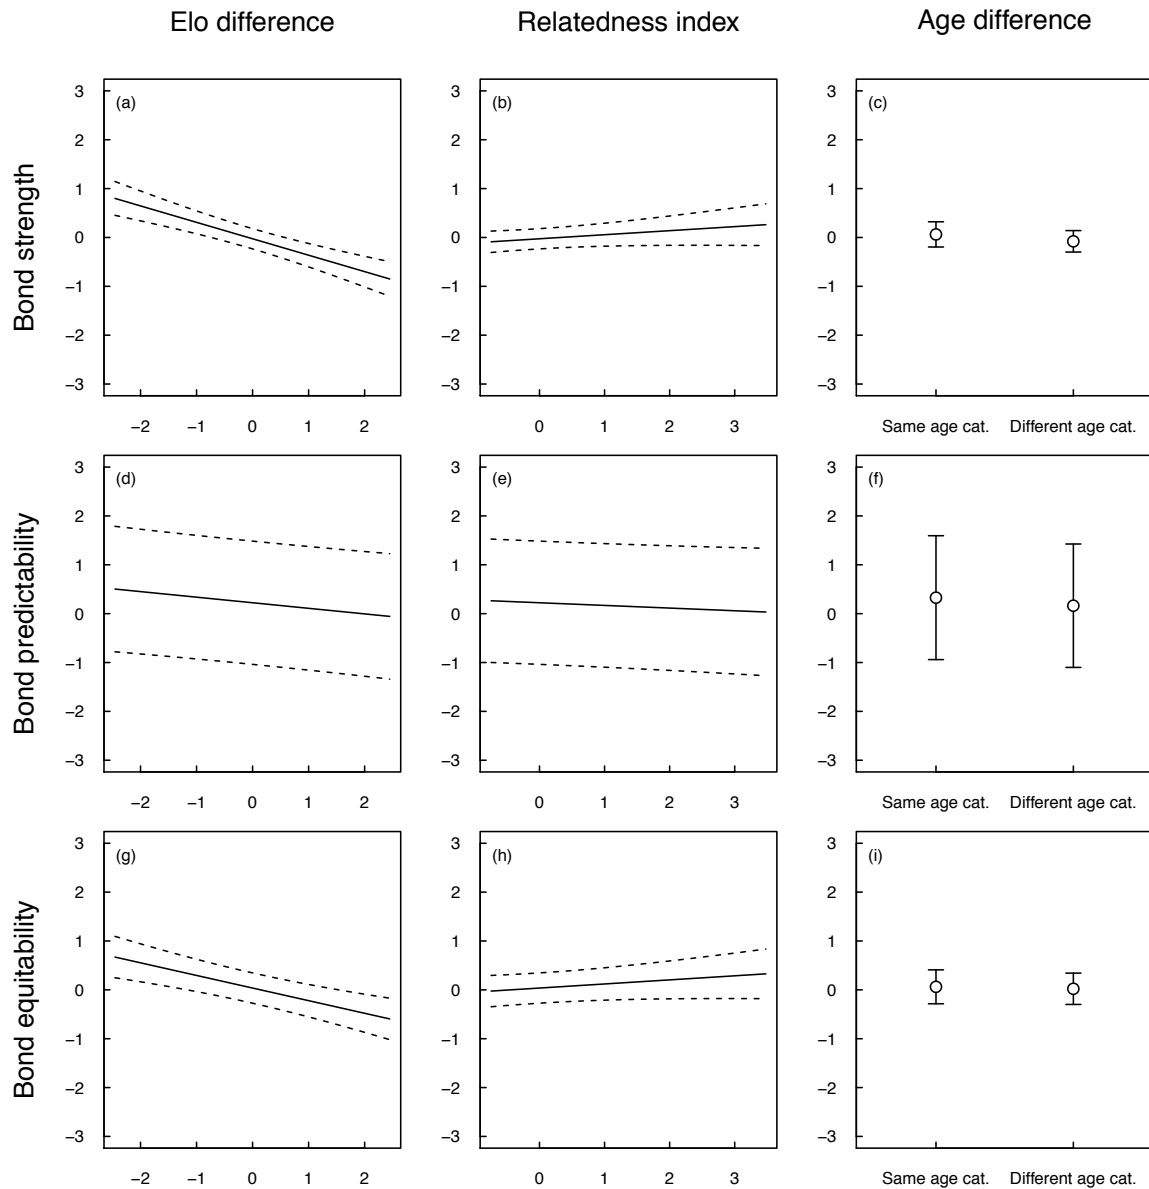 Elo difference Relatedness index Age difference
Bond strength
(a) (b) (c)
3 3 3
2 2 2
1 1 1
0 0 0
−1 −1 −1
−2 −2 −2
−3 −3 −3
−2 −1 0 1 2 0 1 2 3 Same age cat. Different age cat.
Bond predictability
(d) (e) (f)
3 3 3
2 2 2
1 1 1
0 0 0
−1 −1 −1
−2 −2 −2
−3 −3 −3
−2 −1 0 1 2 0 1 2 3 Same age cat. Different age cat.
Bond equitability
(g) (h) (i)
3 3 3
2 2 2
1 1 1
0 0 0
−1 −1 −1
−2 −2 −2
−3 −3 −3
−2 −1 0 1 2 0 1 2 3 Same age cat. Different age cat.